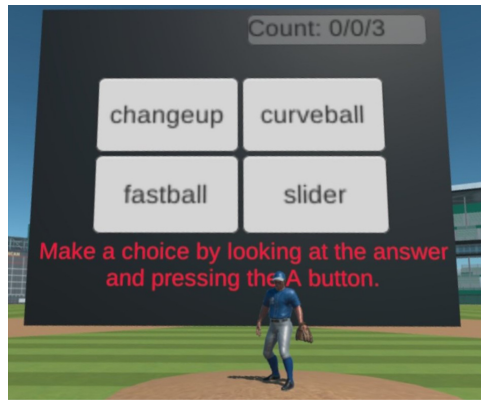 Count: 0/0/3
changeup curveball
fastball slider
Make a choice by looking at the answer
and pressing the A button.